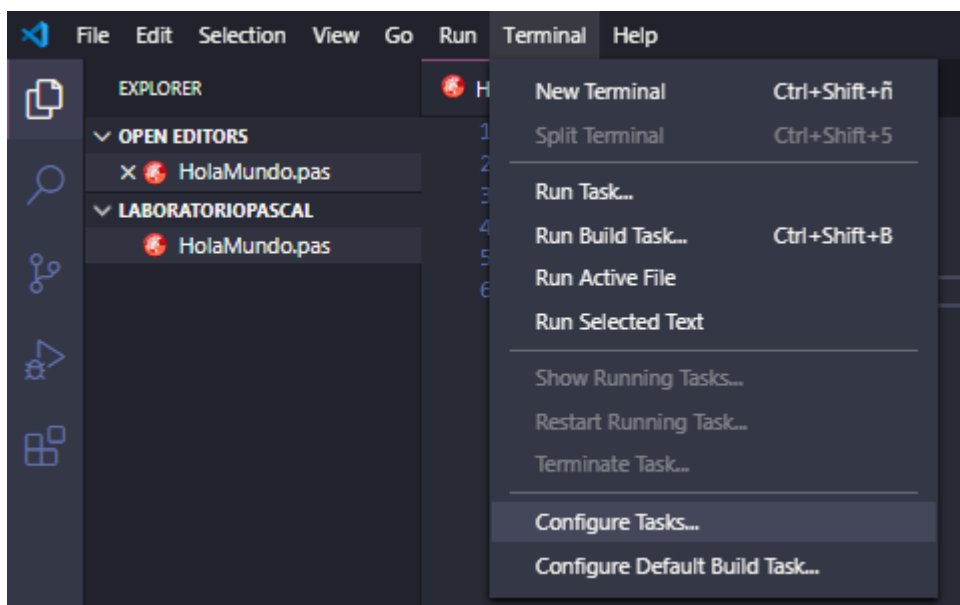 File Edit Selection View Go Run Terminal Help
EXPLORER
OPEN EDITORS
HolaMundo.pas
LABORATORIOPASCAL
HolaMundo.pas
H
1
2
3
4
5
6
New Terminal Ctrl+Shift+ñ
Split Terminal Ctrl+Shift+5
Run Task...
Run Build Task... Ctrl+Shift+B
Run Active File
Run Selected Text
Show Running Tasks...
Restart Running Task...
Terminate Task...
Configure Tasks...
Configure Default Build Task...